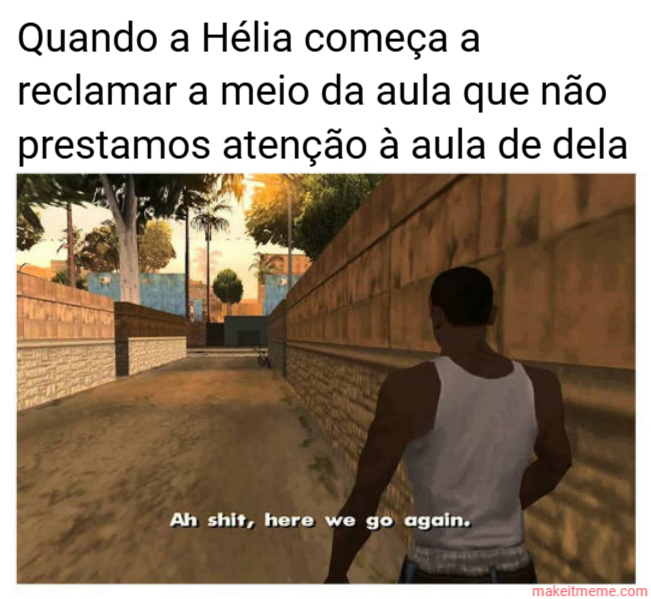 Quando a Hélia começa a
reclamar a meio da aula que não
prestamos atenção à aula de dela
Ah shit, here we go again.
makeitmeme.com